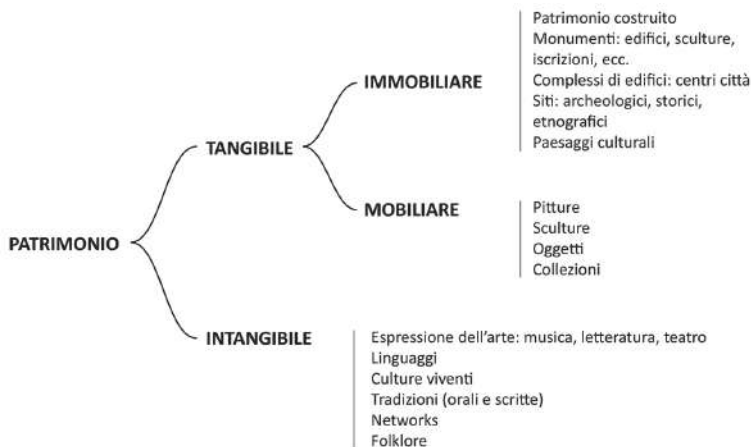 PATRIMONIO
TANGIBILE
IMMOBILIARE
Patrimonio costruito
Monumenti: edifici, sculture,
iscrizioni, ecc.
Complessi di edifici: centri città
Siti: archeologici, storici,
etnografici
Paesaggi culturali
MOBILIARE
Pitture
Sculture
Oggetti
Collezioni
INTANGIBILE
Espressione dell'arte: musica, letteratura, teatro
Linguaggi
Culture viventi
Tradizioni (orali e scritte)
Networks
Folklore